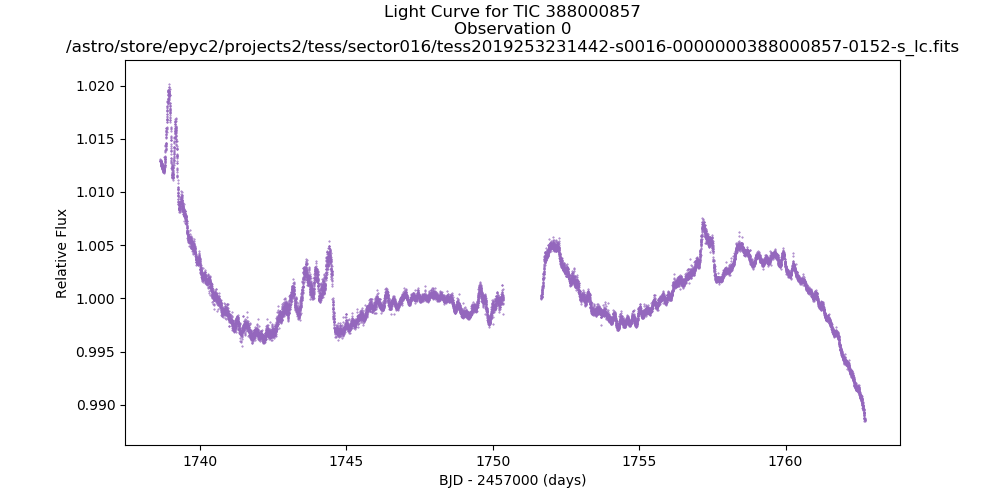 Light Curve for TIC 388000857
Observation 0
/astro/store/epyc2/projects2/tess/sector016/tess2019253231442-s0016-0000000388000857-0152-s_lc.fits
1.020
1.015
1.010
1.005
1.000
0.995
0.990
Relative Flux
1740
1745
1750
1755
1760
BJD - 2457000 (days)